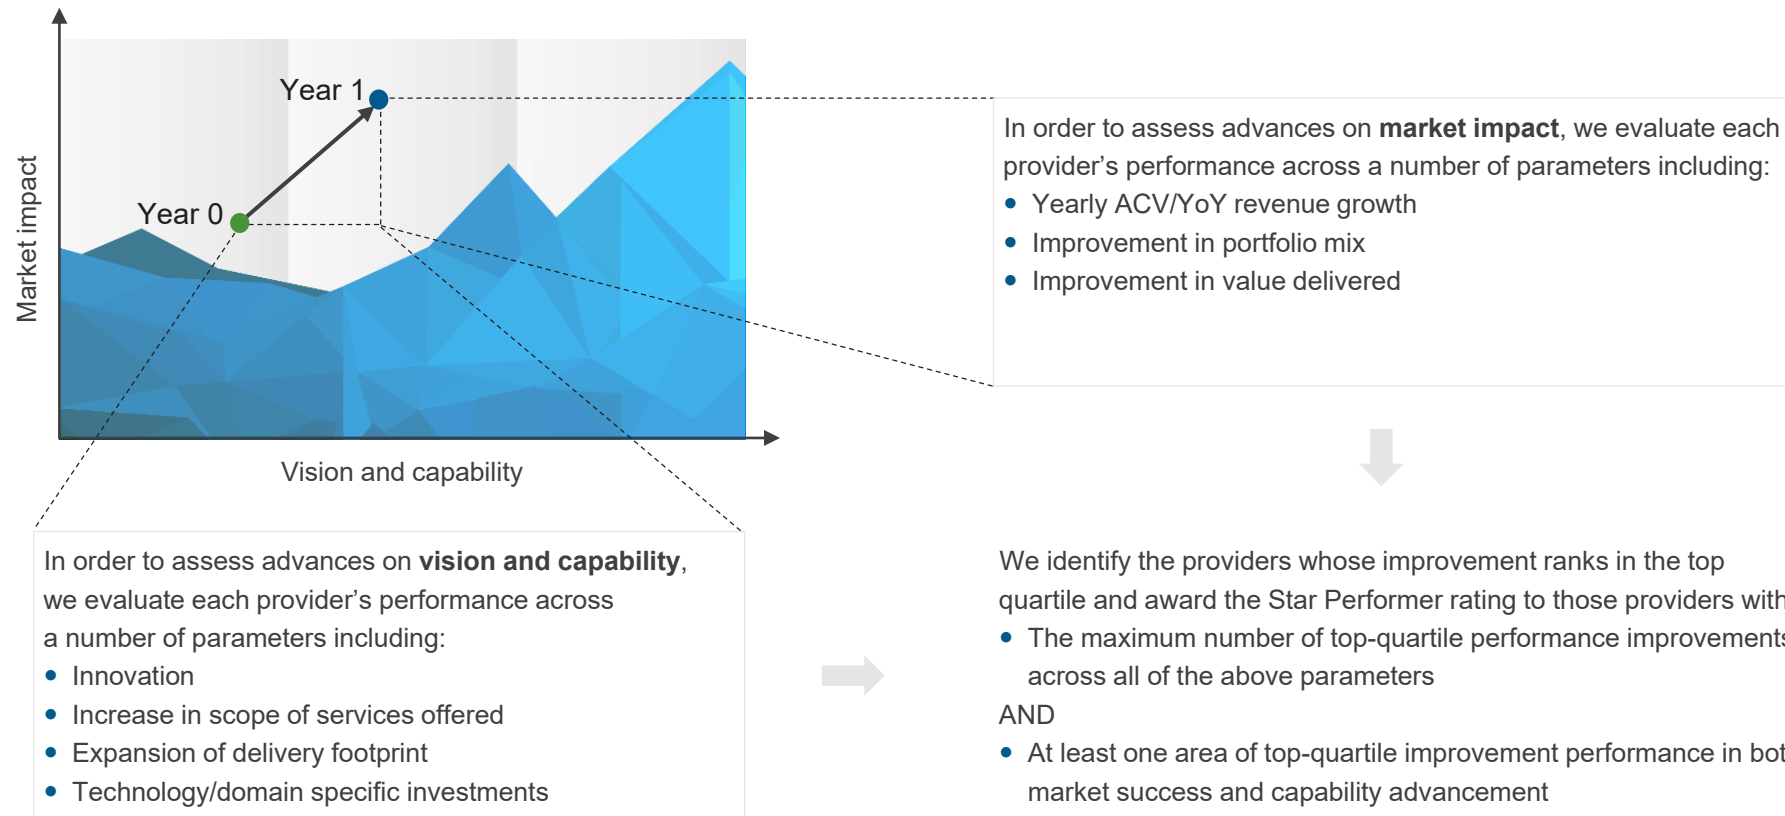 Year 1
Year 0
Market impact
Vision and capability
In order to assess advances on market impact, we evaluate each
provider's performance across a number of parameters including:
• Yearly ACV/YoY revenue growth
• Improvement in portfolio mix
• Improvement in value delivered
In order to assess advances on vision and capability,
we evaluate each provider's performance across
a number of parameters including:
• Innovation
• Increase in scope of services offered
• Expansion of delivery footprint
• Technology/domain specific investments
We identify the providers whose improvement ranks in the top
quartile and award the Star Performer rating to those providers with
• The maximum number of top-quartile performance improvements
across all of the above parameters
AND
• At least one area of top-quartile improvement performance in
market success and capability advancement